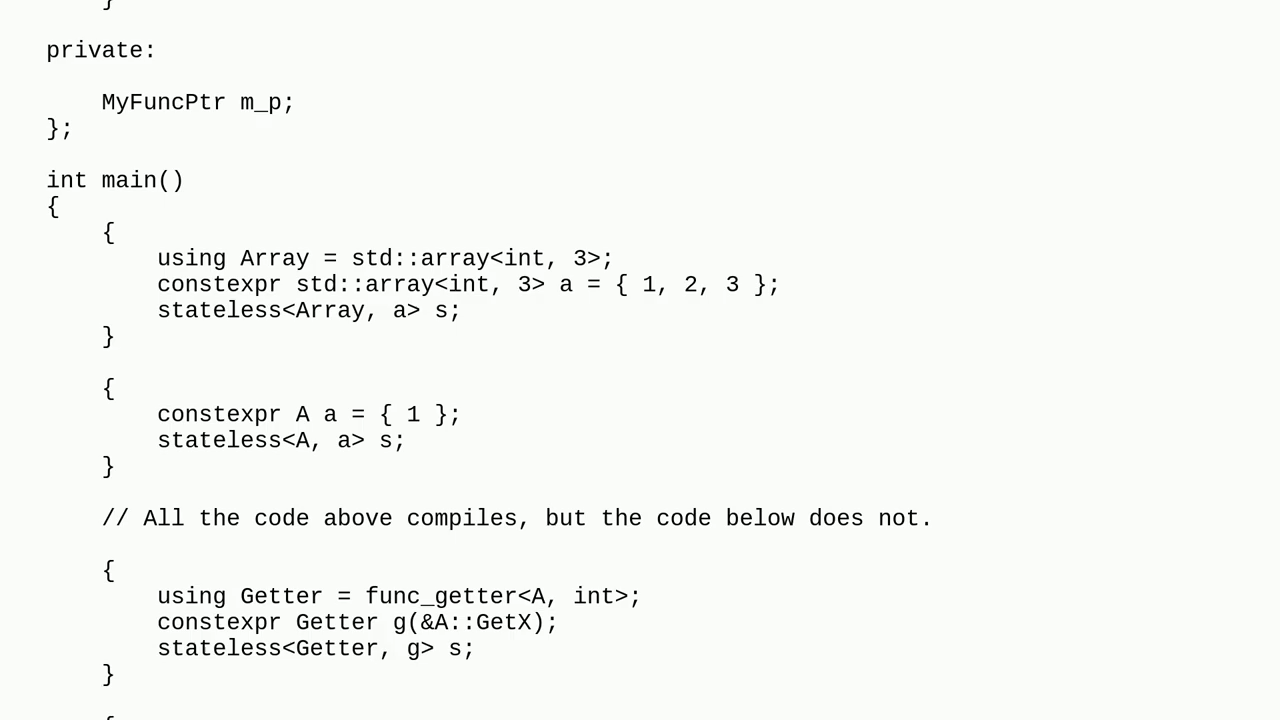 }

private:

    MyFuncPtr m_p;
};

int main()
{
    {
        using Array = std::array<int, 3>;
        constexpr std::array<int, 3> a = { 1, 2, 3 };
        stateless<Array, a> s;
    }

    {
        constexpr A a = { 1 };
        stateless<A, a> s;
    }

    // All the code above compiles, but the code below does not.

    {
        using Getter = func_getter<A, int>;
        constexpr Getter g(&A::GetX);
        stateless<Getter, g> s;
    }

    {